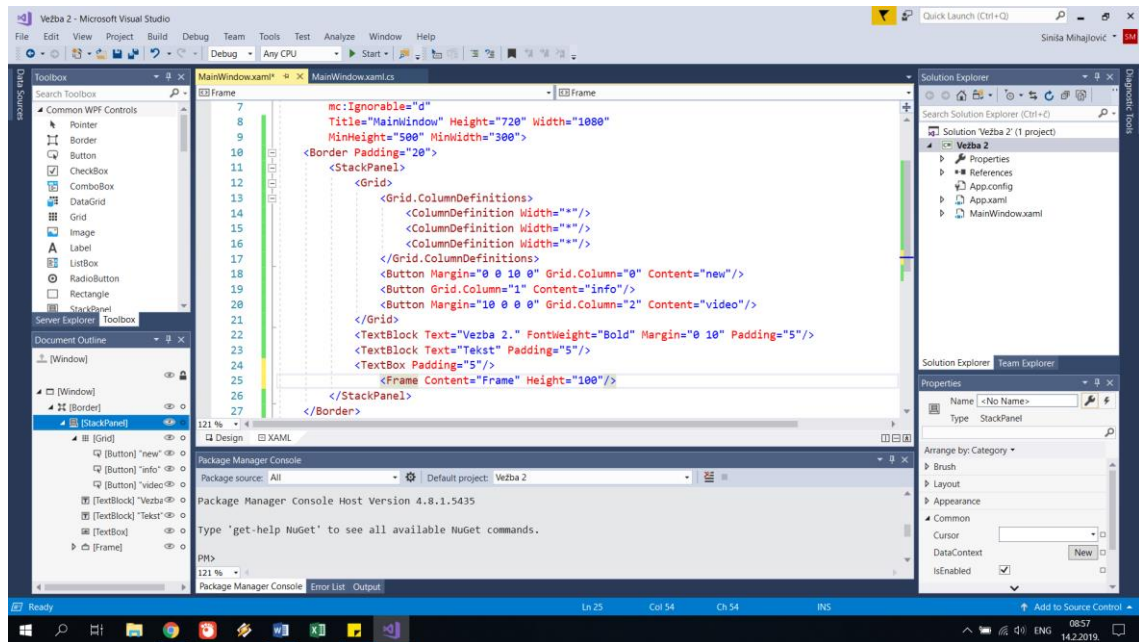 Vežba 2 - Microsoft Visual Studio
Quick Launch (Ctrl+Q)
File Edit View Project Build Debug Team Tools Test Analyze Window Help
Siniša Mihajlović SM
Debug Any CPU Start
Data Sources
Toolbox
Search Toolbox
Common WPF Controls
Pointer
Border
Button
CheckBox
ComboBox
DataGrid
Grid
Image
Label
ListBox
RadioButton
Rectangle
StackPanel
Server Explorer Toolbox
Document Outline
[Window]
[Window]
[Border]
[StackPanel]
[Grid]
[Button] "new"
[Button] "info"
[Button] "video
[TextBlock] "Vezba
[TextBlock] "Tekst"
[TextBox]
[Frame]
MainWindow.xaml* MainWindow.xaml.cs
Frame Frame
7 mc:Ignorable="d"
8 Title="MainWindow" Height="720" Width="1080"
9 MinHeight="500" MinWidth="300">
10 <Border Padding="20">
11 <StackPanel>
12 <Grid>
13 <Grid.ColumnDefinitions>
14 <ColumnDefinition Width="*"/>
15 <ColumnDefinition Width="*"/>
16 <ColumnDefinition Width="*"/>
17 </Grid.ColumnDefinitions>
18 <Button Margin="0 0 10 0" Grid.Column="0" Content="new"/>
19 <Button Grid.Column="1" Content="info"/>
20 <Button Margin="10 0 0 0" Grid.Column="2" Content="video"/>
21 </Grid>
22 <TextBlock Text="Vezba 2." FontWeight="Bold" Margin="0 10" Padding="5"/>
23 <TextBlock Text="Tekst" Padding="5"/>
24 <TextBox Padding="5"/>
25 <Frame Content="Frame" Height="100"/>
26 </StackPanel>
27 </Border>
121 %
Design XAML
Package Manager Console
Package source: All Default project: Vežba 2
Package Manager Console Host Version 4.8.1.5435
Type 'get-help NuGet' to see all available NuGet commands.
PM>
121 %
Package Manager Console Error List Output
Solution Explorer
Search Solution Explorer (Ctrl+č)
Solution 'Vežba 2' (1 project)
Vežba 2
Properties
References
App.config
App.xaml
MainWindow.xaml
Solution Explorer Team Explorer
Diagnostic Tools
Properties
Name <No Name>
Type StackPanel
Arrange by: Category
Brush
Layout
Appearance
Common
Cursor
DataContext New
IsEnabled
Ready Ln 25 Col 54 Ch 54 INS Add to Source Control
ENG 08:57
14.2.2019.